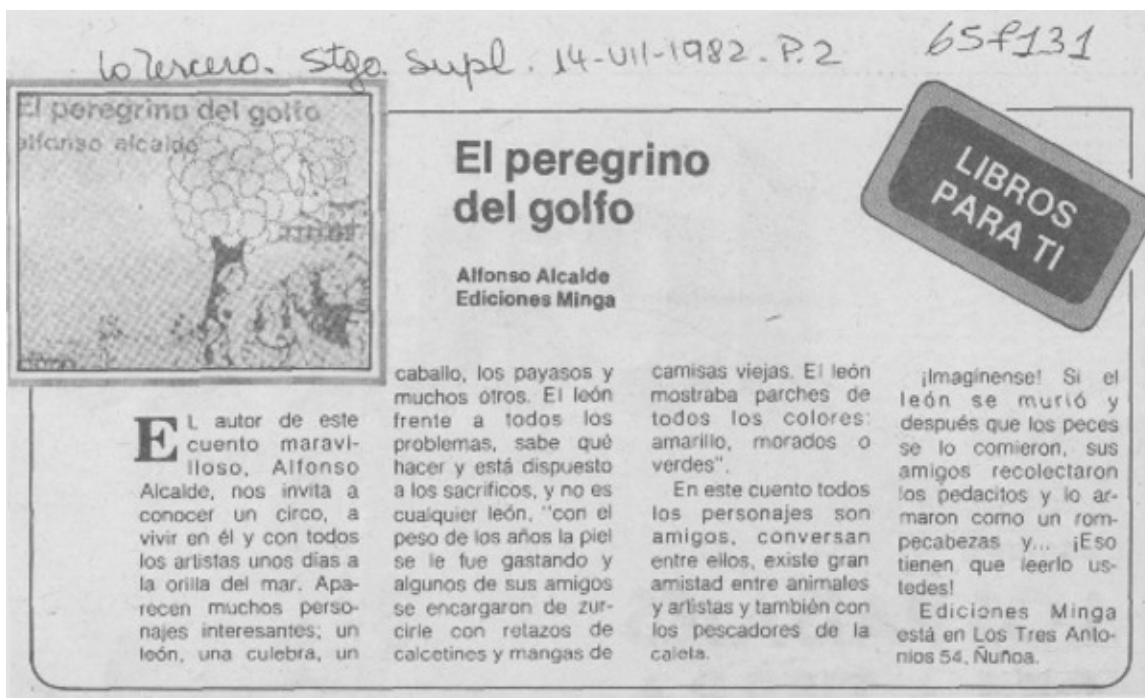 La Tercera. Stgo. Supl. 14-VII-1982. P.2
65f131
El peregrino del golfo
alfonso alcalde
El peregrino
del golfo
Alfonso Alcalde
Ediciones Minga
LIBROS
PARA TI
EL autor de este
cuento maravi-
lloso, Alfonso
Alcalde, nos invita a
conocer un circo, a
vivir en él y con todos
los artistas unos días a
la orilla del mar. Apa-
recen muchos perso-
najes interesantes; un
león, una culebra, un
caballo, los payasos y
muchos otros. El león
frente a todos los
problemas, sabe qué
hacer y está dispuesto
a los sacrificos, y no es
cualquier león, "con el
peso de los años la piel
se le fue gastando y
algunos de sus amigos
se encargaron de zur-
cirle con retazos de
calcetines y mangas de
camisas viejas. El león
mostraba parches de
todos los colores:
amarillo, morados o
verdes".
En este cuento todos
los personajes son
amigos, conversan
entre ellos, existe gran
amistad entre animales
y artistas y también con
los pescadores de la
caleta.
¡Imagínense! Si el
león se murió y
después que los peces
se lo comieron, sus
amigos recolectaron
los pedacitos y lo ar-
maron como un rom-
pecabezas y... ¡Eso
tienen que leerlo us-
tedes!
Ediciones Minga
está en Los Tres Anto-
nios 54, Ñuñoa.